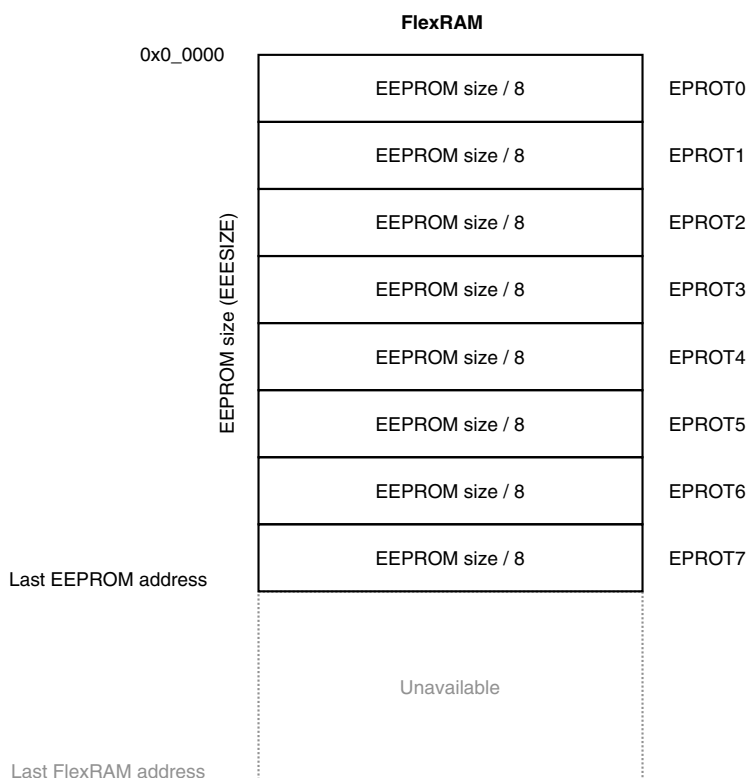 FlexRAM
0x0_0000
EEPROM size / 8 EPROT0
EEPROM size / 8 EPROT1
EEPROM size / 8 EPROT2
EEPROM size / 8 EPROT3
EEPROM size / 8 EPROT4
EEPROM size / 8 EPROT5
EEPROM size / 8 EPROT6
EEPROM size / 8 EPROT7
EEPROM size (EEESIZE)
Last EEPROM address
Unavailable
Last FlexRAM address